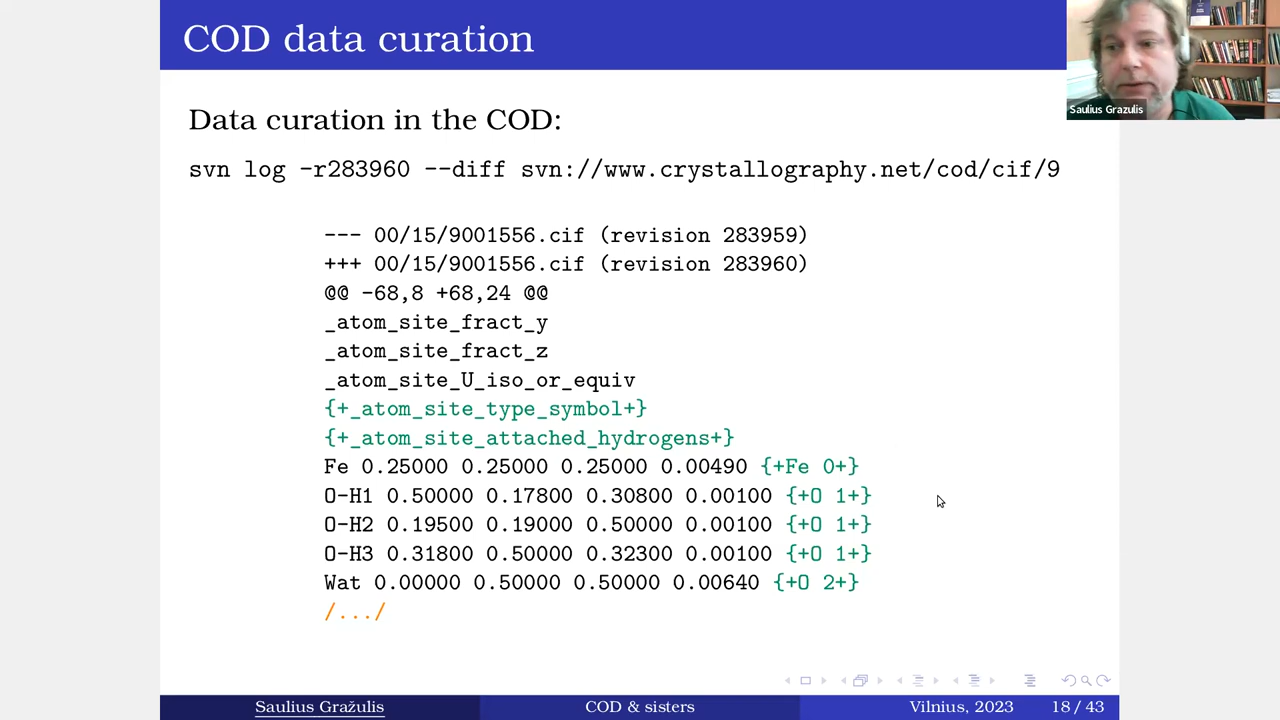 COD data curation
Saulius Grazulis
Data curation in the COD:
svn log -r283960 --diff svn://www.crystallography.net/cod/cif/9
--- 00/15/9001556.cif (revision 283959)
+++ 00/15/9001556.cif (revision 283960)
@@ -68,8 +68,24 @@
_atom_site_fract_y
_atom_site_fract_z
_atom_site_U_iso_or_equiv
{+_atom_site_type_symbol+}
{+_atom_site_attached_hydrogens+}
Fe 0.25000 0.25000 0.25000 0.00490 {+Fe 0+}
O-H1 0.50000 0.17800 0.30800 0.00100 {+O 1+}
O-H2 0.19500 0.19000 0.50000 0.00100 {+O 1+}
O-H3 0.31800 0.50000 0.32300 0.00100 {+O 1+}
Wat 0.00000 0.50000 0.50000 0.00640 {+O 2+}
/.../
Saulius Gražulis COD & sisters Vilnius, 2023 18 / 43